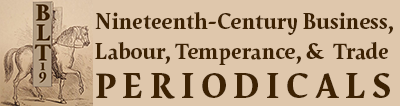 BLT19
Nineteenth-Century Business,
Labour, Temperance, & Trade
PERIODICALS